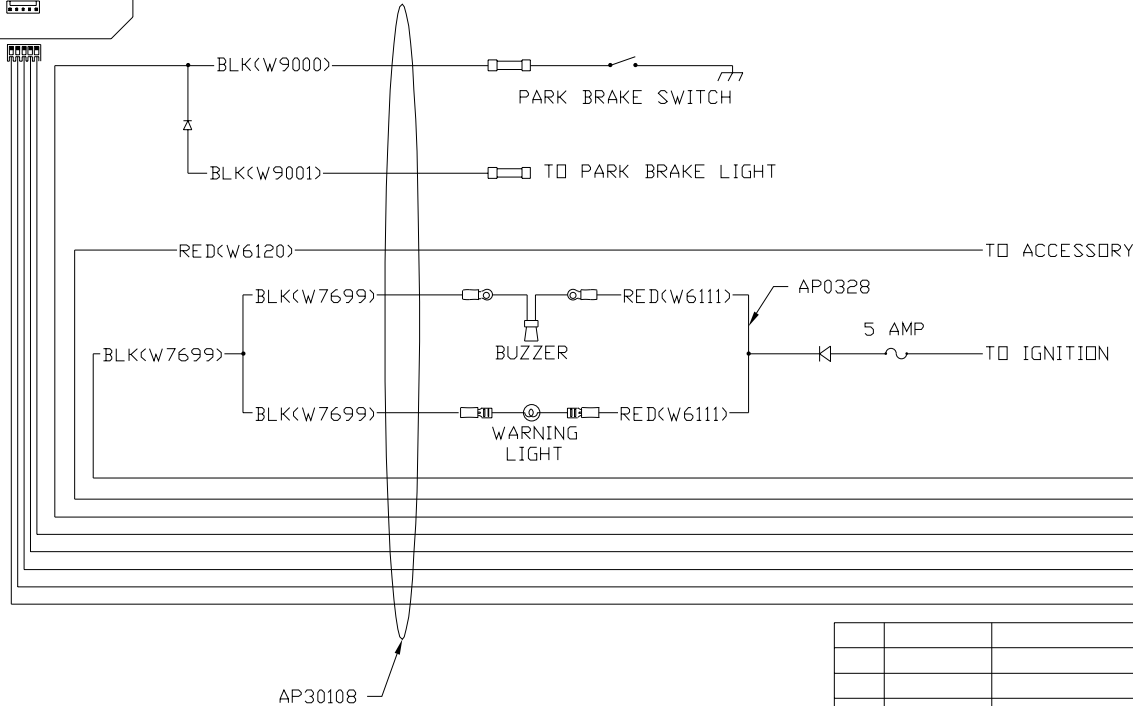 BLK(W9000)
PARK BRAKE SWITCH
BLK(W9001)
TO PARK BRAKE LIGHT
RED(W6120)
TO ACCESSORY
BLK(W7699)
RED(W6111)
AP0328
5 AMP
BLK(W7699)
BUZZER
TO IGNITION
BLK(W7699)
RED(W6111)
WARNING
LIGHT
AP30108